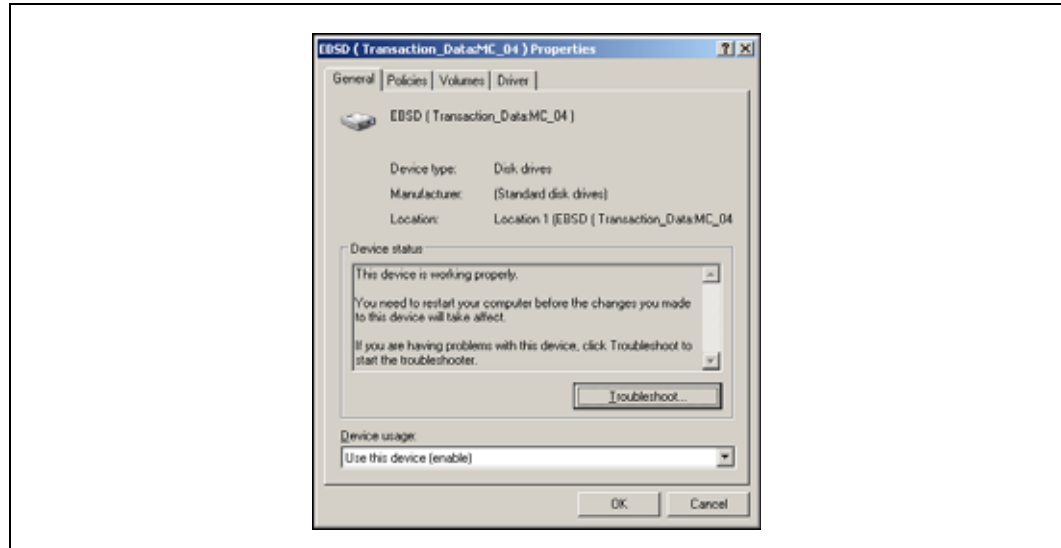 EBSD ( Transaction_Data:MC_04 ) Properties
General Policies Volumes Driver
EBSD ( Transaction_Data:MC_04 )
Device type: Disk drives
Manufacturer: (Standard disk drives)
Location: Location 1 (EBSD ( Transaction_Data:MC_04
Device status
This device is working properly.
You need to restart your computer before the changes you made
to this device will take affect.
If you are having problems with this device, click Troubleshoot to
start the troubleshooter.
Troubleshoot...
Device usage:
Use this device (enable)
OK Cancel